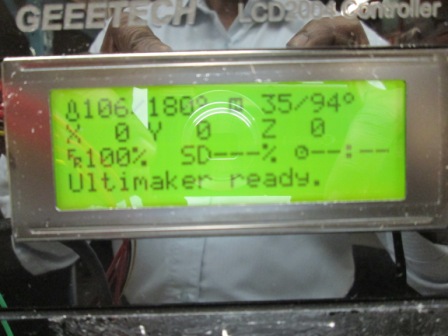 GEEETECH LCD2004 Controller
106/180° 35/94°
X 0 Y 0 Z 0
100% SD---% --:--
Ultimaker ready.